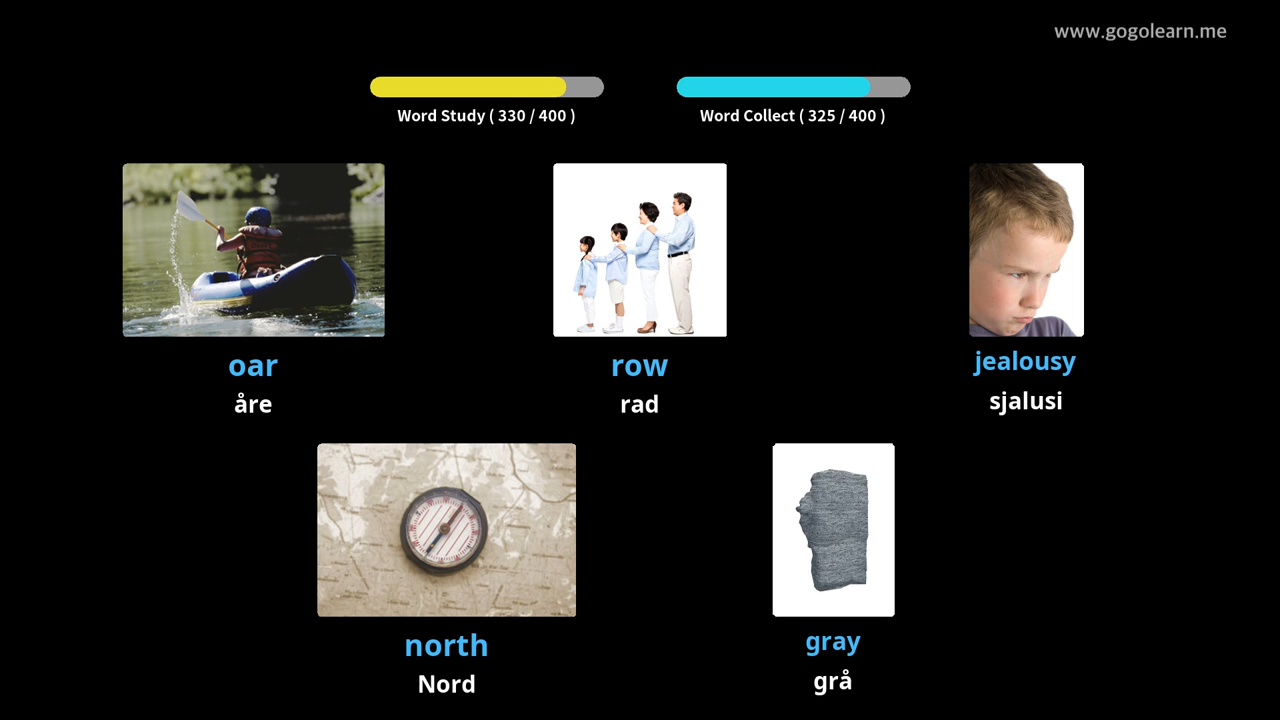 www.gogolearn.me
Word Study ( 330 / 400 )
Word Collect ( 325 / 400 )
oar
åre
row
rad
jealousy
sjalusi
north
Nord
gray
grå